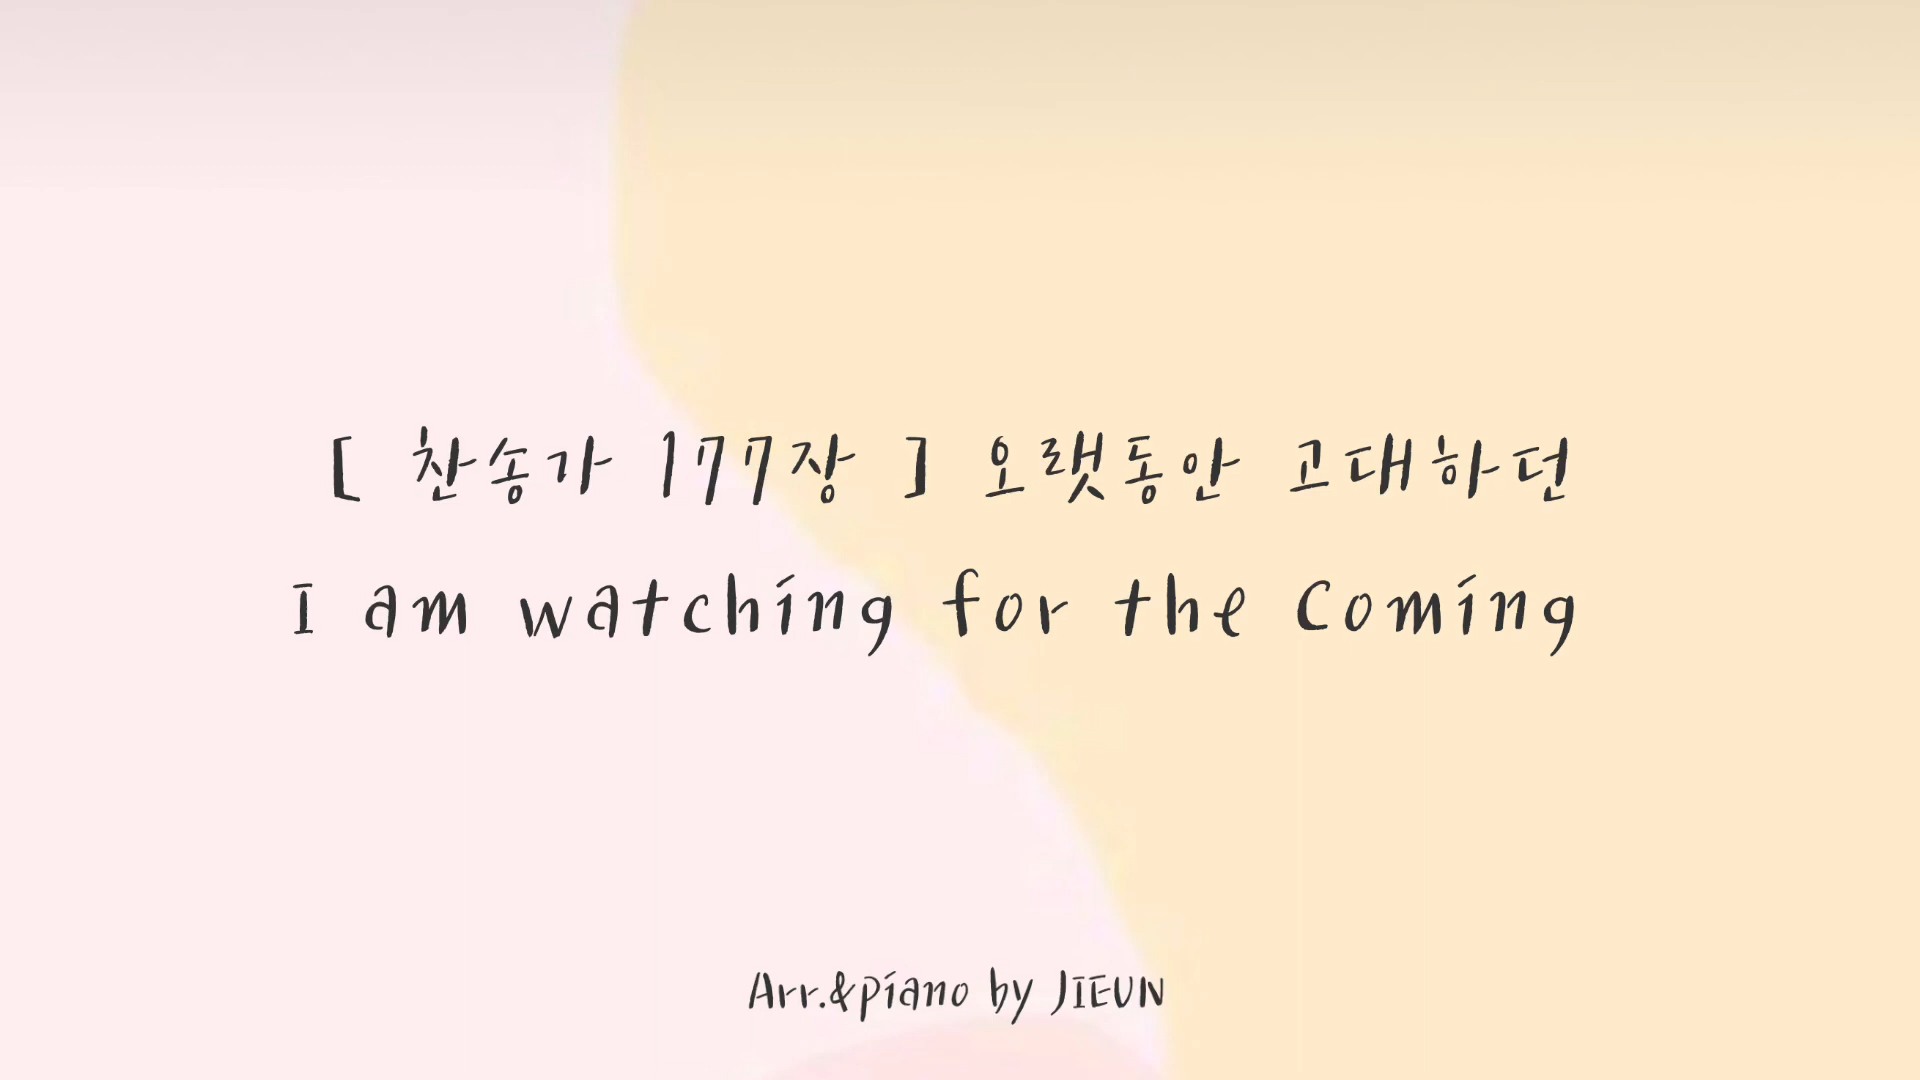 [ 찬송가 177장 ] 오랫동안 고대하던
I am watching for the Coming
Arr.&piano by JIEUN